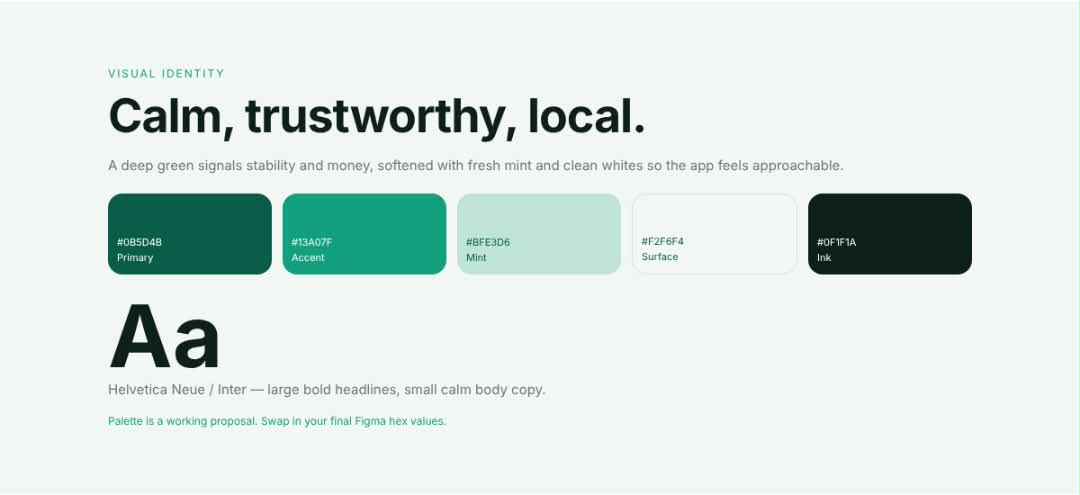 VISUAL IDENTITY
Calm, trustworthy, local.
A deep green signals stability and money, softened with fresh mint and clean whites so the app feels approachable.
#0B5D4B
Primary
#13A07F
Accent
#BFE3D6
Mint
#F2F6F4
Surface
#0F1F1A
Ink
Aa
Helvetica Neue / Inter — large bold headlines, small calm body copy.
Palette is a working proposal. Swap in your final Figma hex values.